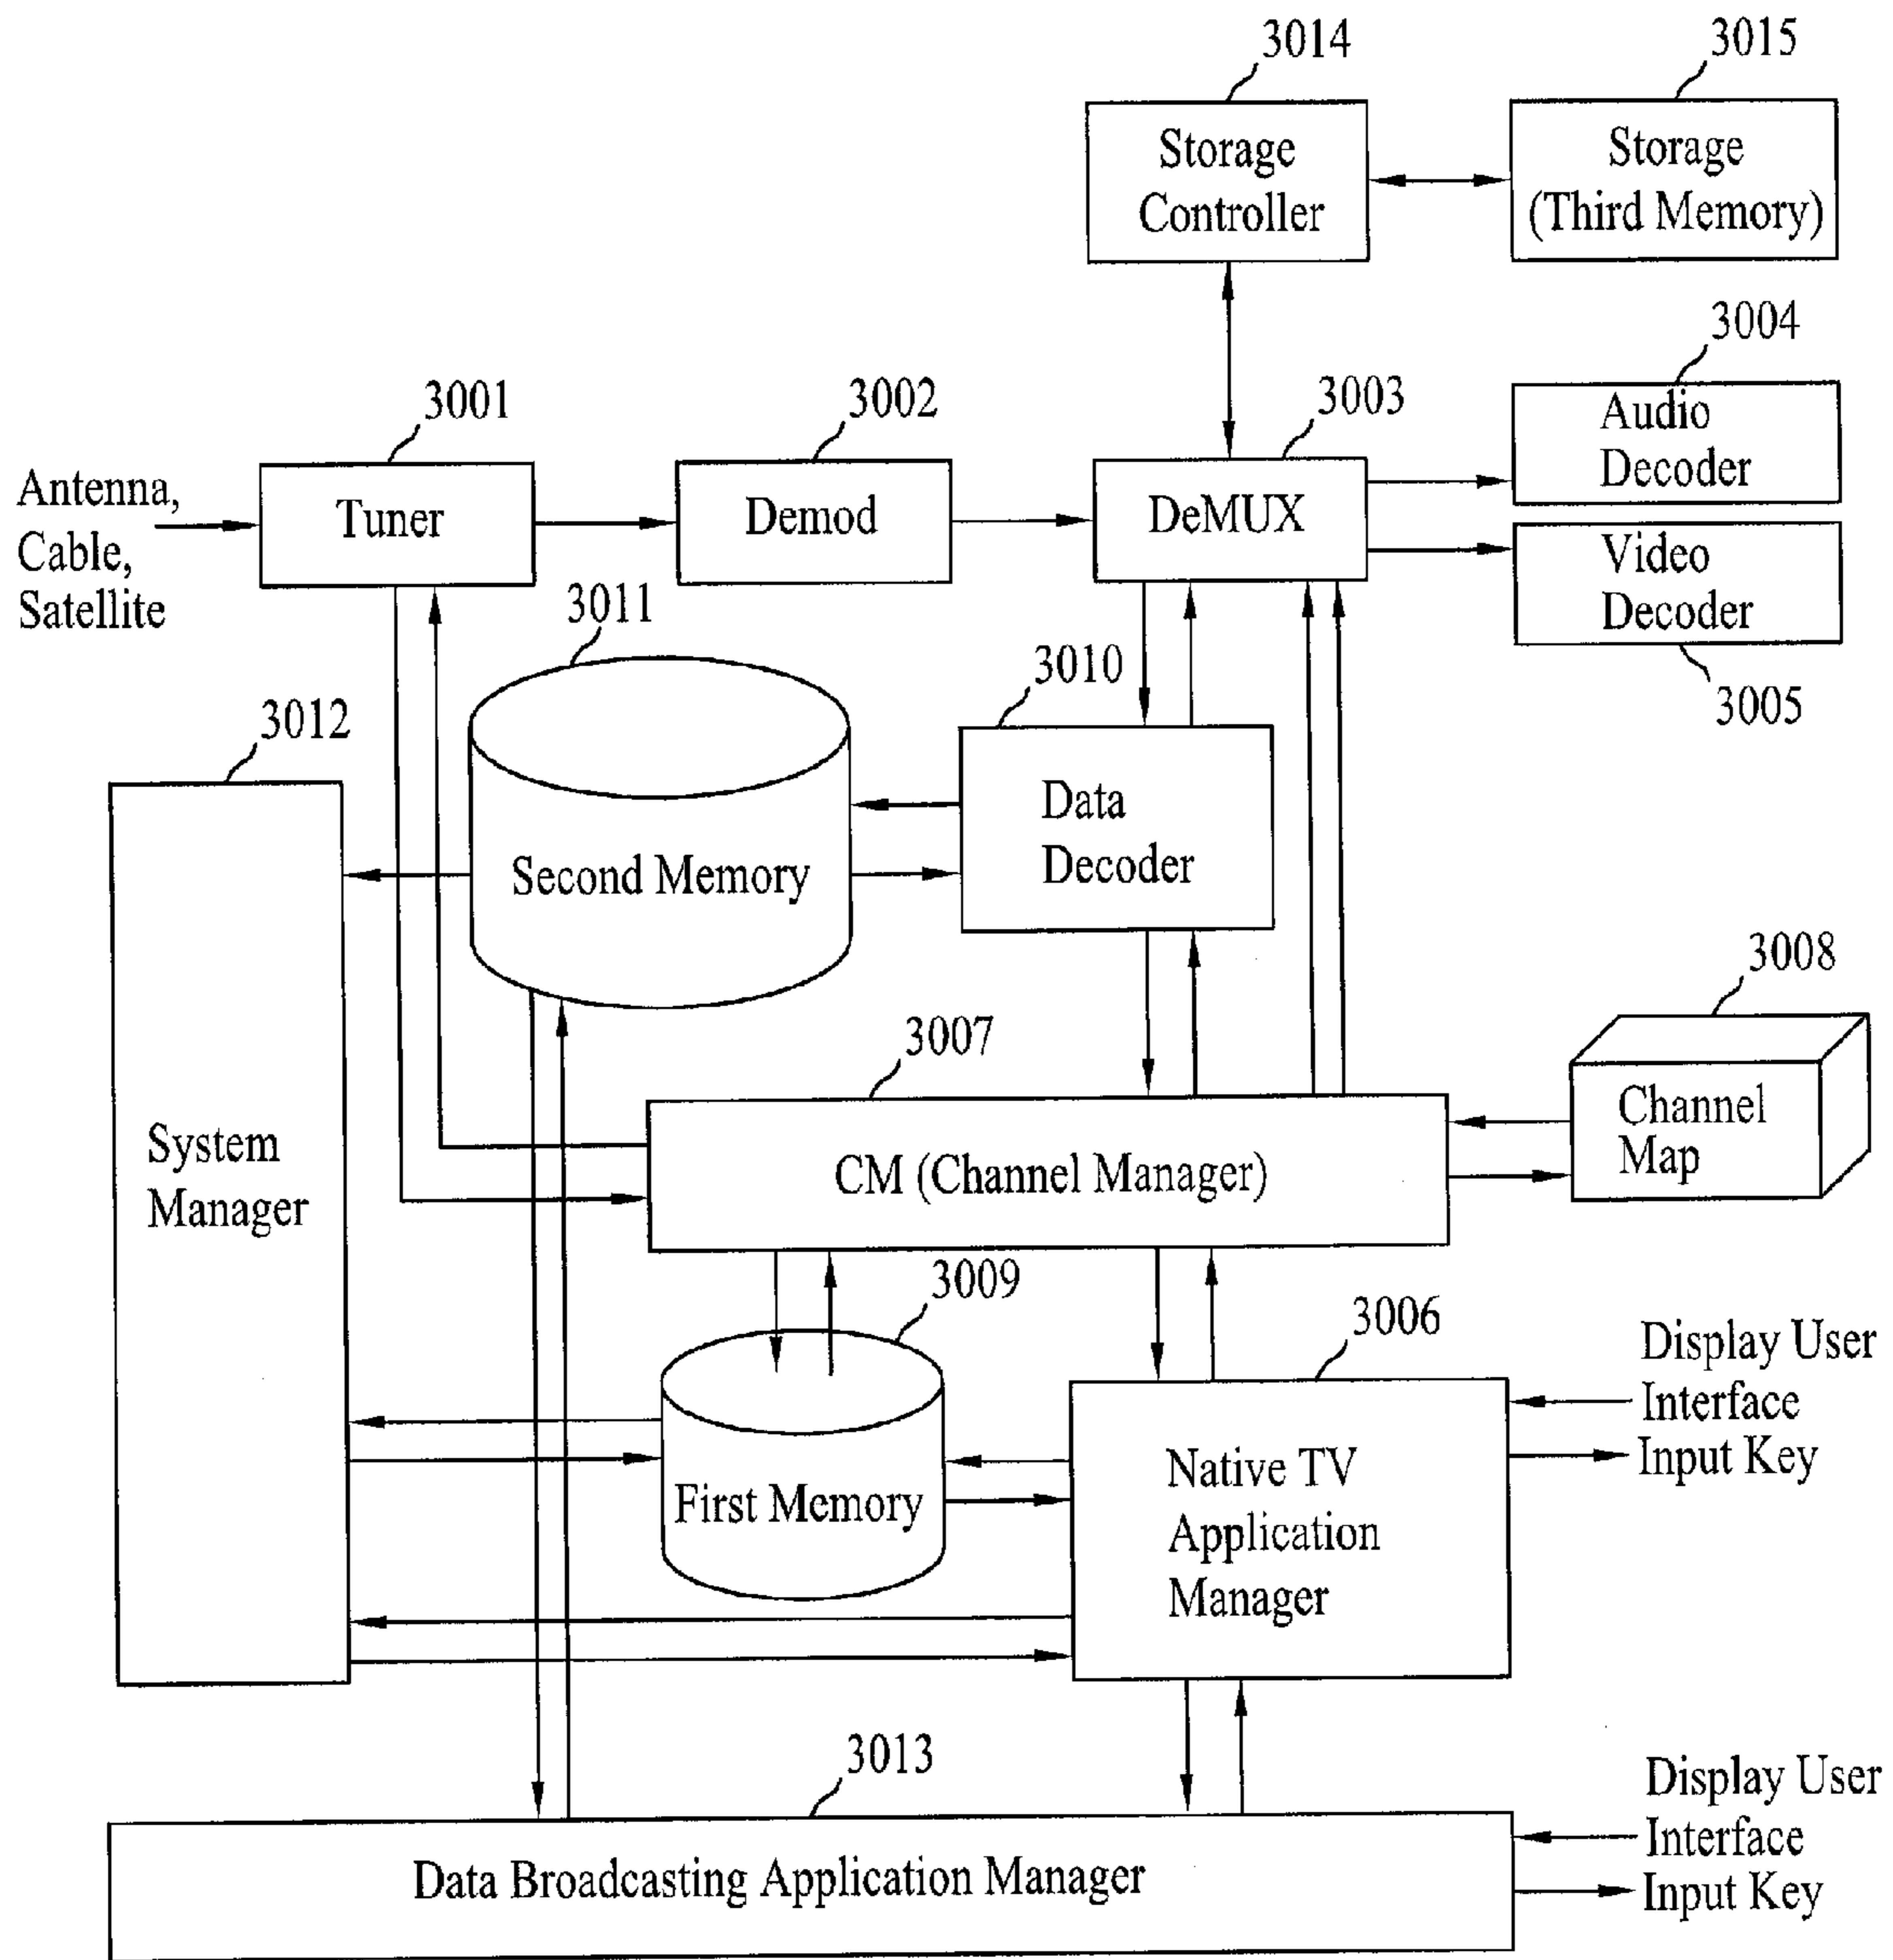 3014
3015
Storage
Controller
Storage
(Third Memory)
3004
3001
3002
3003
Audio
Decoder
Antenna,
Cable,
Satellite
Tuner
Demod
DeMUX
Video
Decoder
3005
3011
3010
3012
Second Memory
Data
Decoder
3008
3007
Channel
Map
System
Manager
CM (Channel Manager)
3009
3006
Display User
Interface
Input Key
First Memory
Native TV
Application
Manager
3013
Display User
Interface
Input Key
Data Broadcasting Application Manager